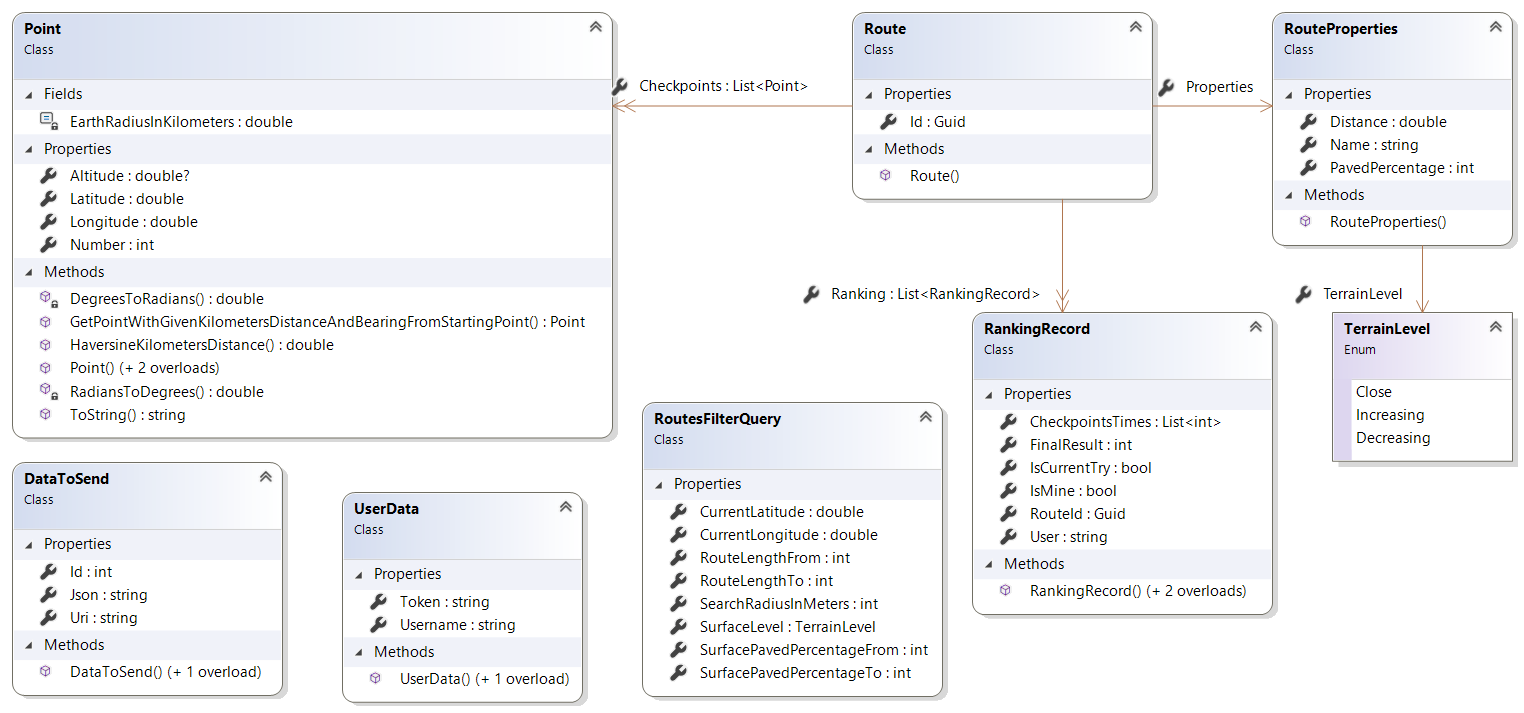 Point
Class
Fields
EarthRadiusInKilometers : double
Properties
Altitude : double?
Latitude : double
Longitude : double
Number : int
Methods
DegreesToRadians() : double
GetPointWithGivenKilometersDistanceAndBearingFromStartingPoint() : Point
HaversineKilometersDistance() : double
Point() (+ 2 overloads)
RadiansToDegrees() : double
ToString() : string
Checkpoints : List<Point>
Route
Class
Properties
Id : Guid
Methods
Route()
Properties
RouteProperties
Class
Properties
Distance : double
Name : string
PavedPercentage : int
Methods
RouteProperties()
Ranking : List<RankingRecord>
TerrainLevel
RankingRecord
Class
Properties
CheckpointsTimes : List<int>
FinalResult : int
IsCurrentTry : bool
IsMine : bool
RouteId : Guid
User : string
Methods
RankingRecord() (+ 2 overloads)
TerrainLevel
Enum
Close
Increasing
Decreasing
DataToSend
Class
Properties
Id : int
Json : string
Uri : string
Methods
DataToSend() (+ 1 overload)
UserData
Class
Properties
Token : string
Username : string
Methods
UserData() (+ 1 overload)
RoutesFilterQuery
Class
Properties
CurrentLatitude : double
CurrentLongitude : double
RouteLengthFrom : int
RouteLengthTo : int
SearchRadiusInMeters : int
SurfaceLevel : TerrainLevel
SurfacePavedPercentageFrom : int
SurfacePavedPercentageTo : int